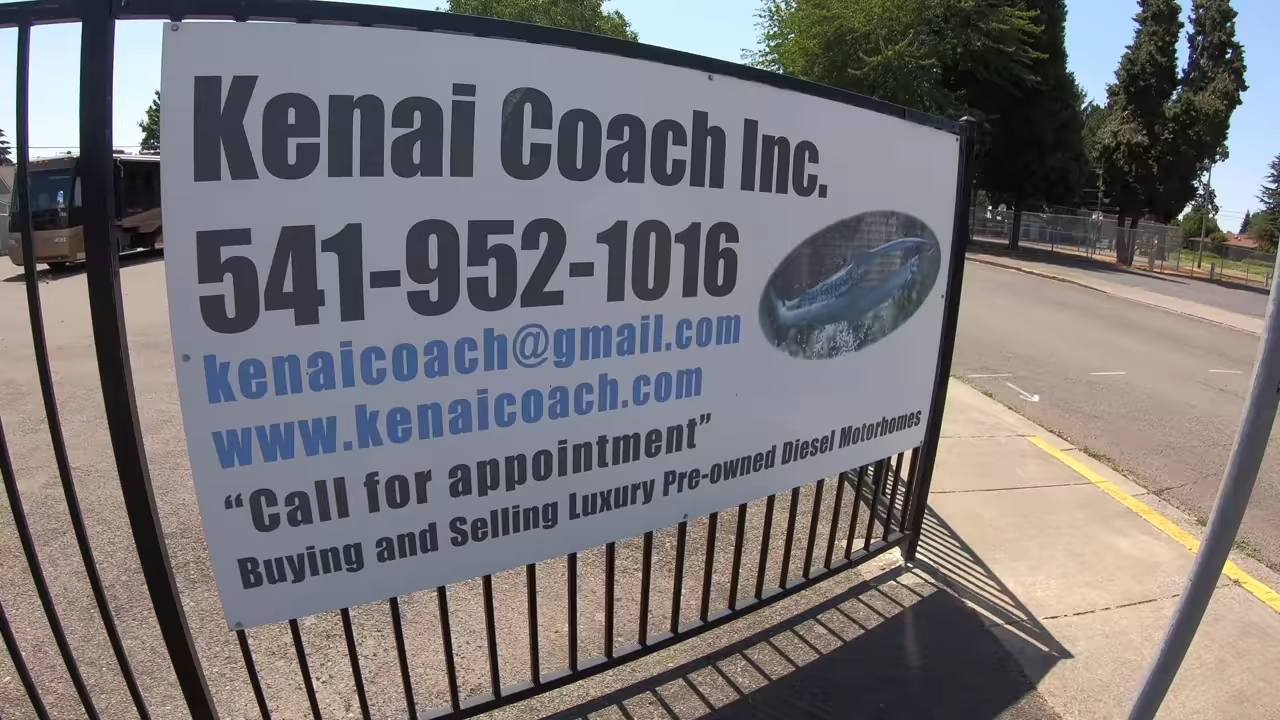 Kenai Coach Inc.
541-952-1016
kenaicoach@gmail.com
www.kenaicoach.com
“Call for appointment”
Buying and Selling Luxury Pre-owned Diesel Motorhomes